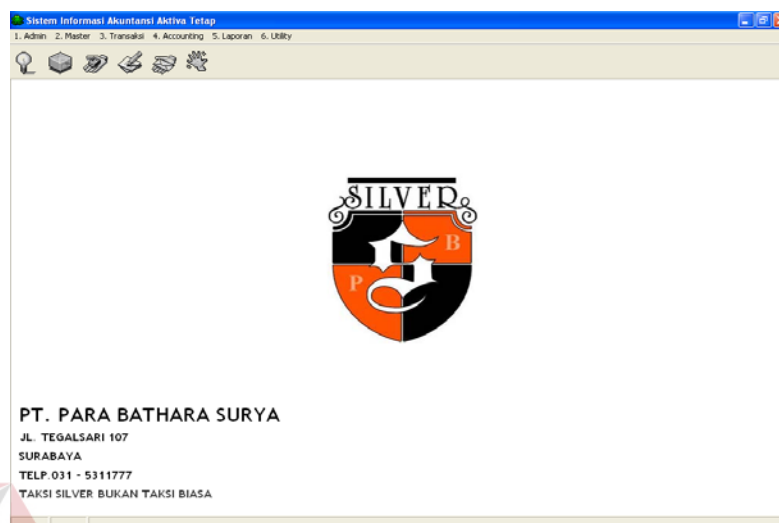 Sistem Informasi Akuntansi Aktiva Tetap
1. Admin 2. Master 3. Transaksi 4. Accounting 5. Laporan 6. Utility
SILVER
B
P
PT. PARA BATHARA SURYA
JL. TEGALSARI 107
SURABAYA
TELP.031 - 5311777
TAKSI SILVER BUKAN TAKSI BIASA